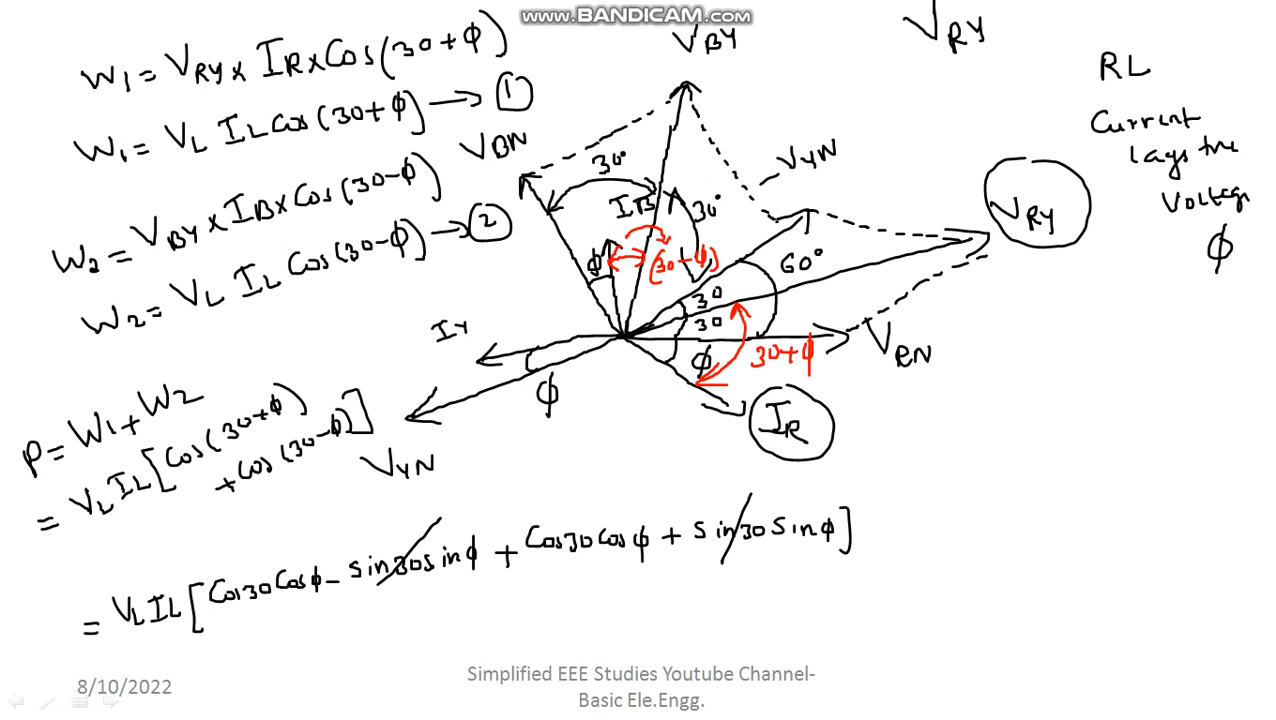 www.BANDICAM.com
W1 = VRY x IR x Cos(30+ϕ)
W1 = VL IL Cos(30+ϕ) → 1
W2 = VBY x IB x Cos(30-ϕ)
W2 = VL IL Cos(30-ϕ) → 2
P = W1 + W2
= VL IL [Cos(30+ϕ)
+ Cos(30-ϕ)]
= VL IL [Cos30 Cosϕ - Sin30 Sinϕ + Cos30 Cosϕ + Sin30 Sinϕ]
VBN
VBY
VRY
30°
IB
30°
-VYN
VRY
ϕ
(30-ϕ)
60°
30
30
ϕ
30+ϕ
VRN
IY
ϕ
VYN
IR
RL
Current
lags the
Voltage
ϕ
8/10/2022
Simplified EEE Studies Youtube Channel-
Basic Ele.Engg.